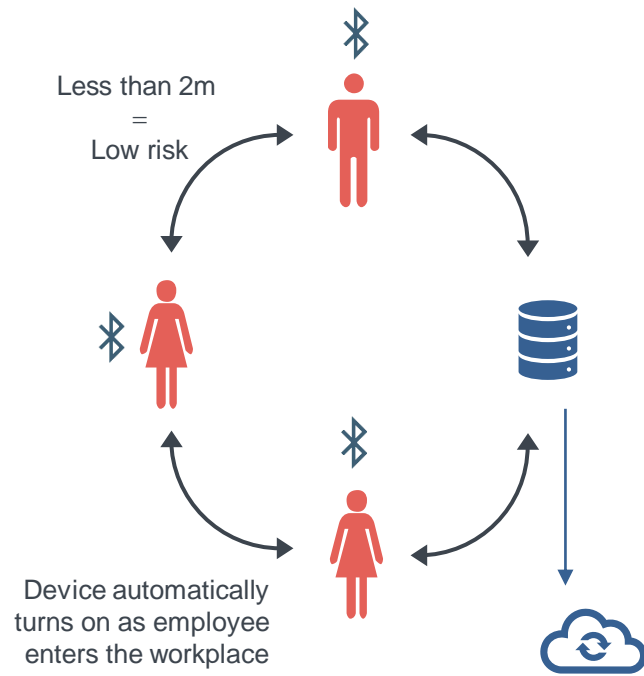 Less than 2m
=
Low risk
Device automatically
turns on as employee
enters the workplace